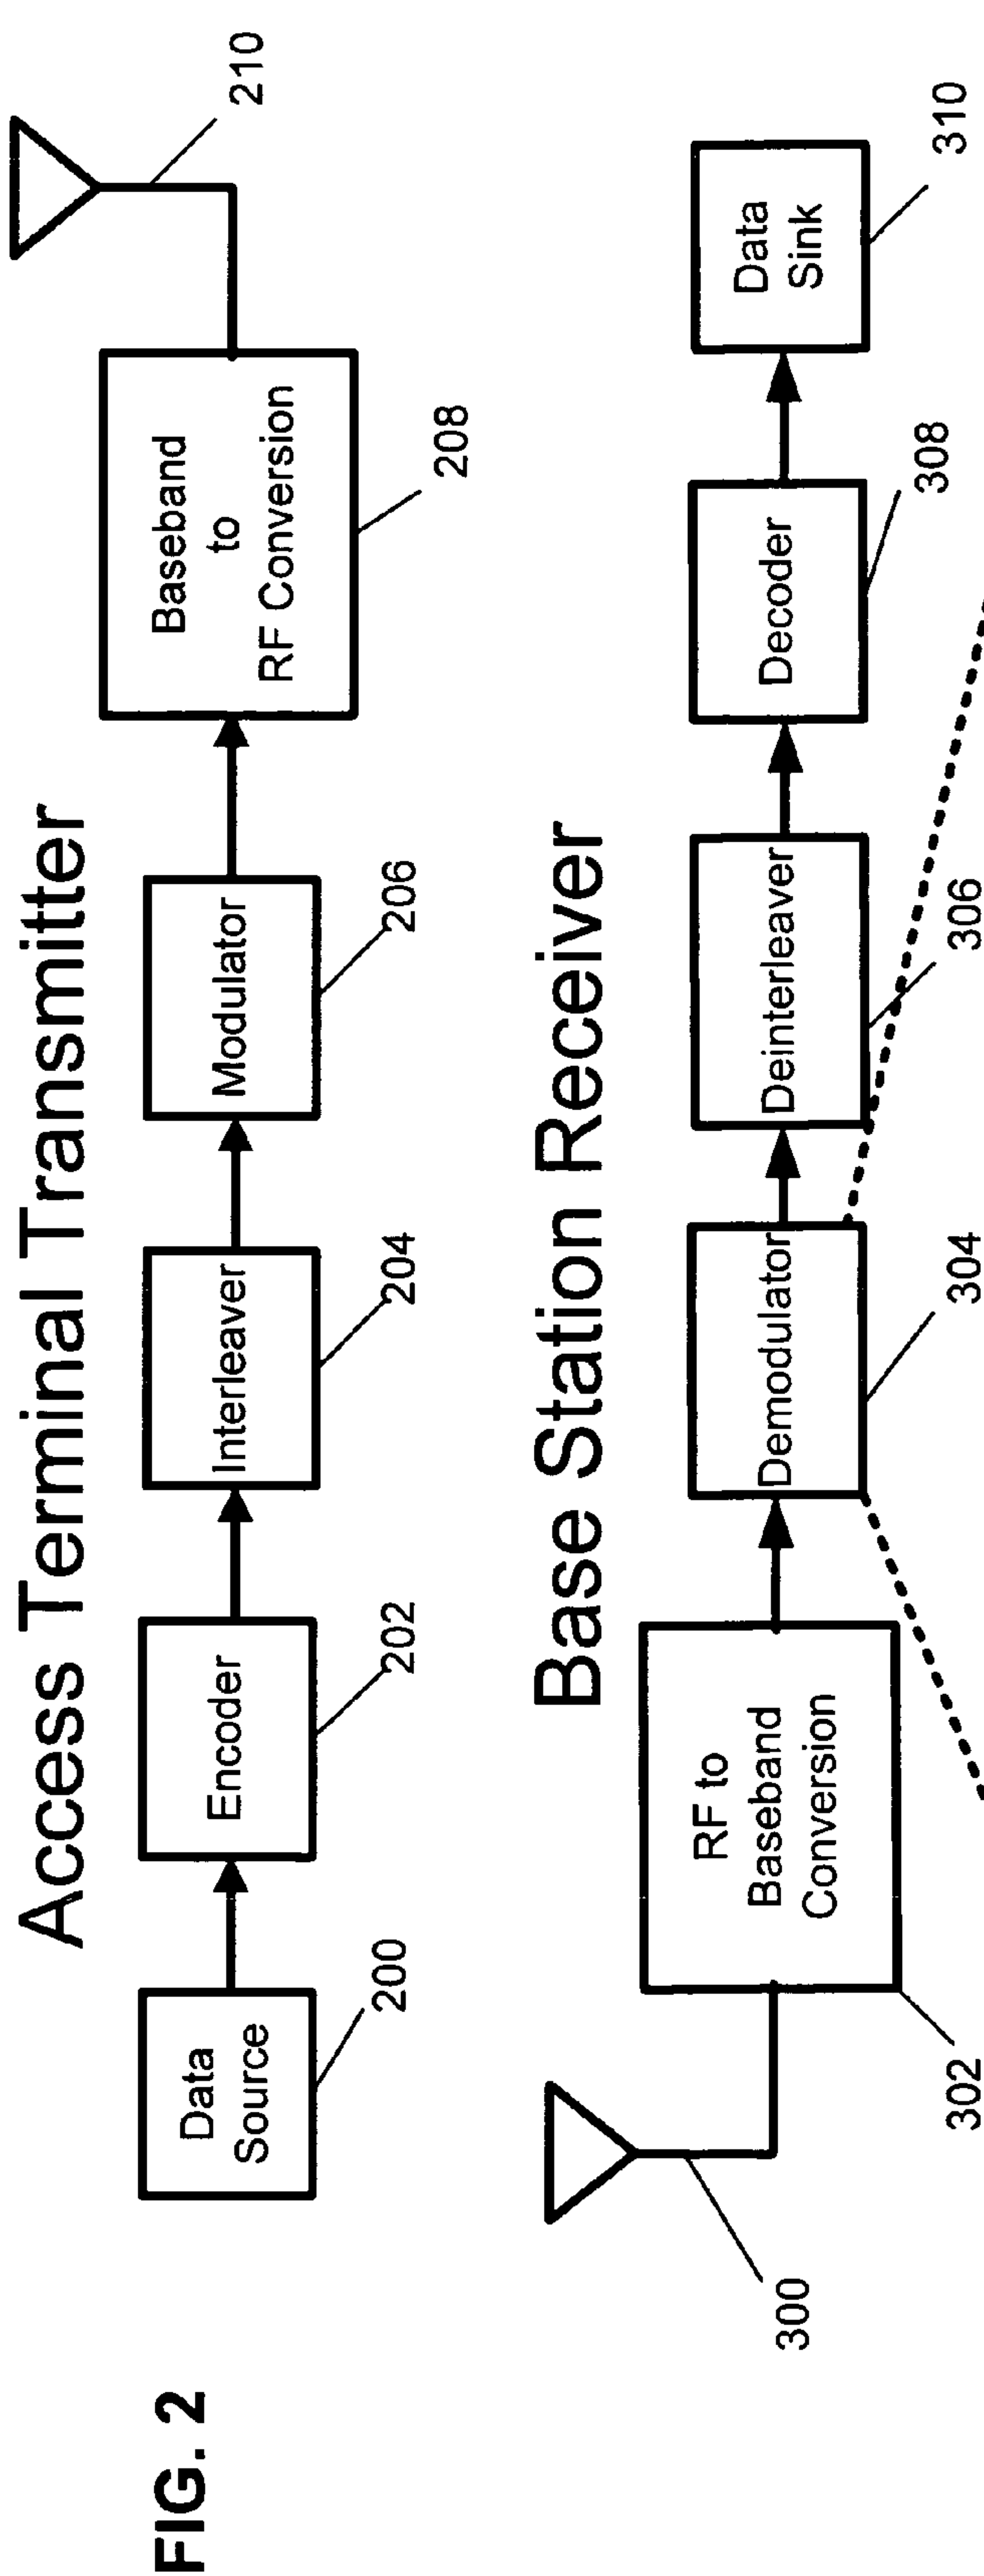 FIG. 2
Access Terminal Transmitter
Data
Source
200
Encoder
202
Interleaver
204
Modulator
206
Baseband
to
RF Conversion
208
210
Base Station Receiver
300
RF to
Baseband
Conversion
302
Demodulator
304
Deinterleaver
306
Decoder
308
Data
Sink
310